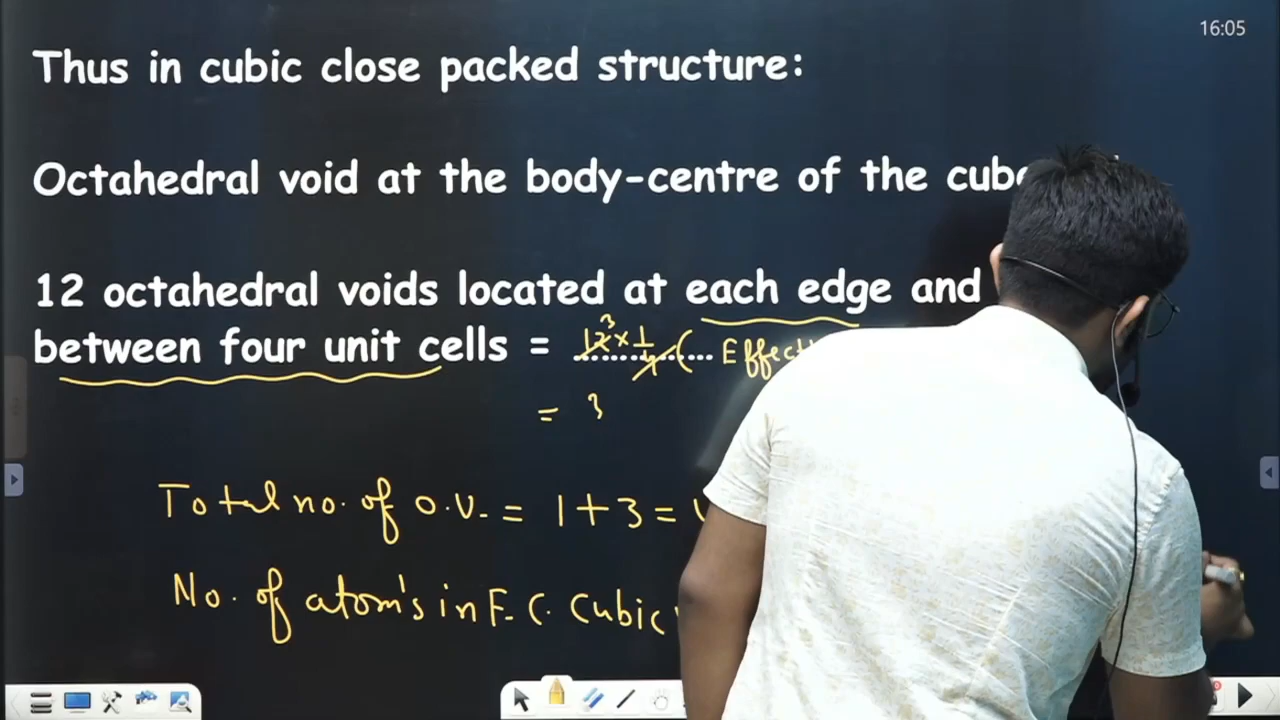 16:05
Thus in cubic close packed structure:
Octahedral void at the body-centre of the cube
12 octahedral voids located at each edge and
between four unit cells = 12 3 × 1/4 (
= 3
Total no. of O.V. = 1 + 3 =
No. of atom's in F. C. Cubic